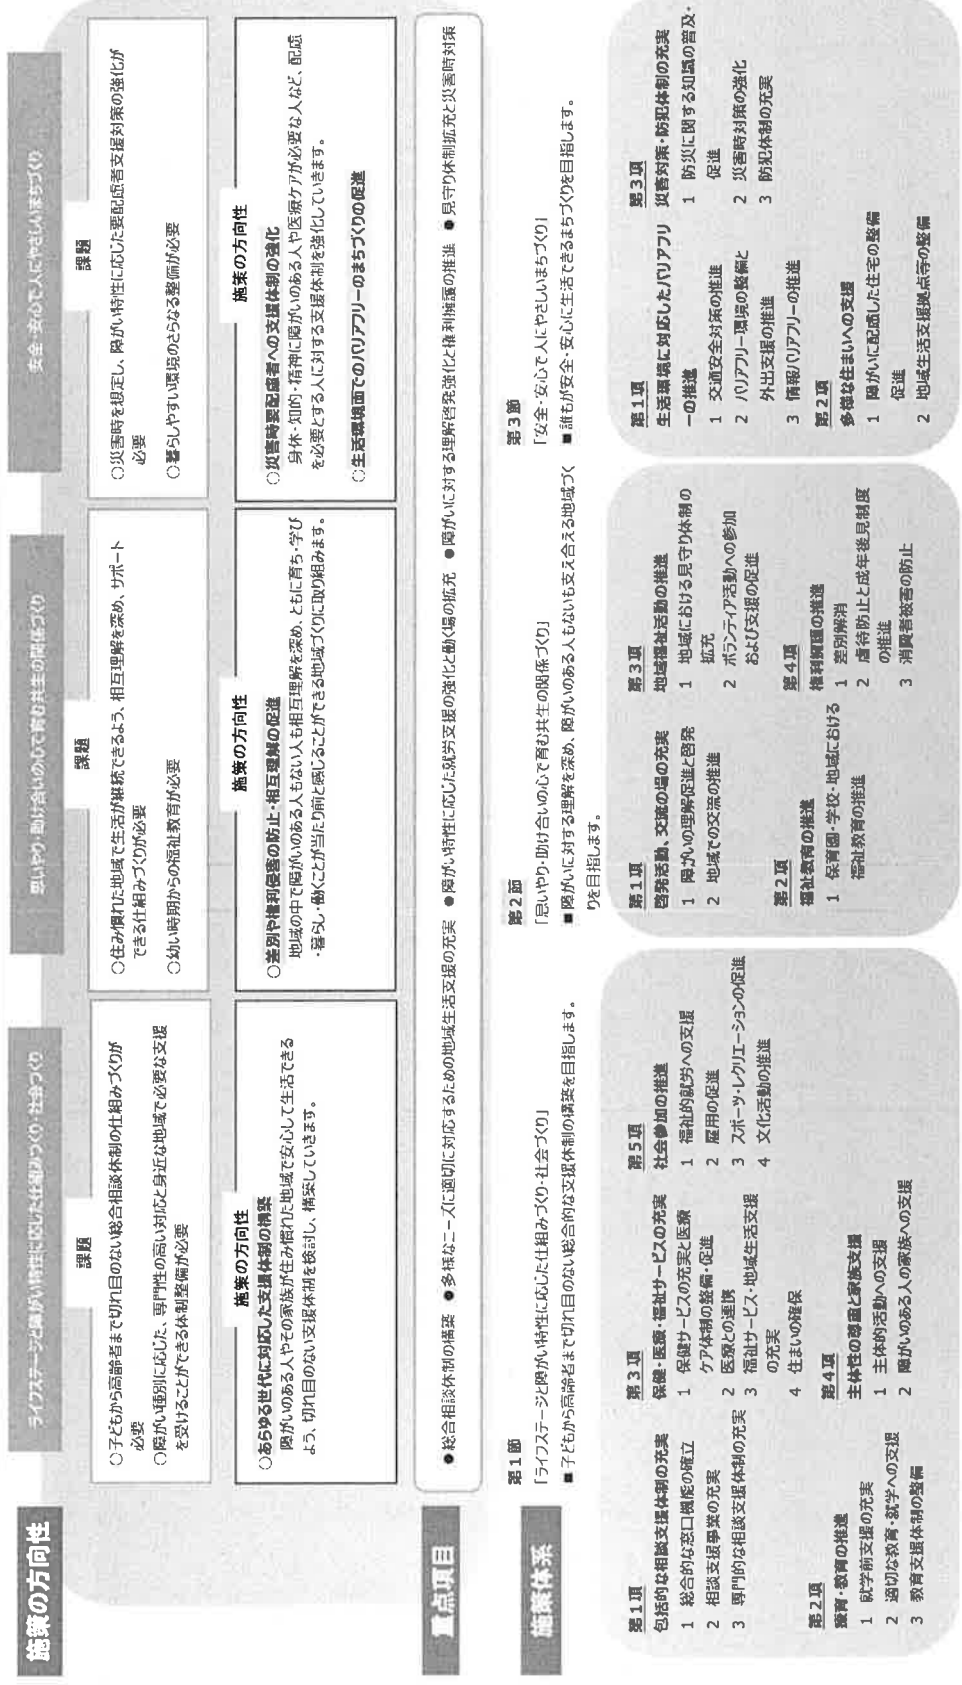 施策の方向性
ライフステージと障がい特性に応じた仕組みづくり・社会づくり
課題
○子どもから高齢者まで切れ目のない総合相談体制の仕組みづくりが
必要
○障がい種別に応じた、専門性の高い対応と身近な地域で必要な支援
を受けることができる体制整備が必要
施策の方向性
○あらゆる世代に対応した支援体制の構築
障がいのある人やその家族が住み慣れた地域で安心して生活できる
よう、切れ目のない支援体制を検討し、構築していきます。
思いやり・助け合いの心で育む共生の関係づくり
課題
○住み慣れた地域で生活が継続できるよう、相互理解を深め、サポート
できる仕組みづくりが必要
○幼い時期からの福祉教育が必要
施策の方向性
○差別や権利侵害の防止・相互理解の促進
地域の中で障がいのある人もない人も相互理解を深め、ともに育ち・学び
・暮らし・働くことが当たり前と感じることができる地域づくりに取り組みます。
安全・安心で人にやさしいまちづくり
課題
○災害時を想定し、障がい特性に応じた要配慮者支援対策の強化が
必要
○暮らしやすい環境のさらなる整備が必要
施策の方向性
○災害時要配慮者への支援体制の強化
身体・知的・精神に障がいのある人や医療ケアが必要な人など、配慮
を必要とする人に対する支援体制を強化していきます。
○生活環境面でのバリアフリーのまちづくりの促進
重点項目
●総合相談体制の構築 ●多様なニーズに適切に対応するための地域生活支援の充実 ●障がい特性に応じた就労支援の強化と働く場の拡充 ●障がいに対する理解啓発強化と権利擁護の推進 ●見守り体制拡充と災害時対策
施策体系
第1節
「ライフステージと障がい特性に応じた仕組みづくり・社会づくり」
■子どもから高齢者まで切れ目のない総合的な支援体制の構築を目指します。
第1項
包括的な相談支援体制の充実
1 総合的な窓口機能の確立
2 相談支援事業の充実
3 専門的な相談支援体制の充実
第2項
療育・教育の推進
1 就学前支援の充実
2 適切な教育・就学への支援
3 教育支援体制の整備
第3項
保健・医療・福祉サービスの充実
1 保健サービスの充実と医療
ケア体制の整備・促進
2 医療との連携
3 福祉サービス・地域生活支援
の充実
4 住まいの確保
第4項
主体性の尊重と家族支援
1 主体的活動への支援
2 障がいのある人の家族への支援
第5項
社会参加の推進
1 福祉的就労への支援
2 雇用の促進
3 スポーツ・レクリエーションの促進
4 文化活動の推進
第2節
「思いやり・助け合いの心で育む共生の関係づくり」
■障がいに対する理解を深め、障がいのある人もないも支え合える地域づく
りを目指します。
第1項
啓発活動、交流の場の充実
1 障がいの理解促進と啓発
2 地域での交流の推進
第2項
福祉教育の推進
1 保育園・学校・地域における
福祉教育の推進
第3項
地域福祉活動の推進
1 地域における見守り体制の
拡充
2 ボランティア活動への参加
および支援の促進
第4項
権利擁護の推進
1 差別解消
2 虐待防止と成年後見制度
の推進
3 消費者被害の防止
第3節
「安全・安心で人にやさしいまちづくり」
■誰もが安全・安心に生活できるまちづくりを目指します。
第1項
生活環境に対応したバリアフリ
ーの推進
1 交通安全対策の推進
2 バリアフリー環境の整備と
外出支援の推進
3 情報バリアフリーの推進
第2項
多様な住まいへの支援
1 障がいに配慮した住宅の整備
促進
2 地域生活支援拠点等の整備
第3項
災害対策・防犯体制の充実
1 防災に関する知識の普及・
促進
2 災害時対策の強化
3 防犯体制の充実